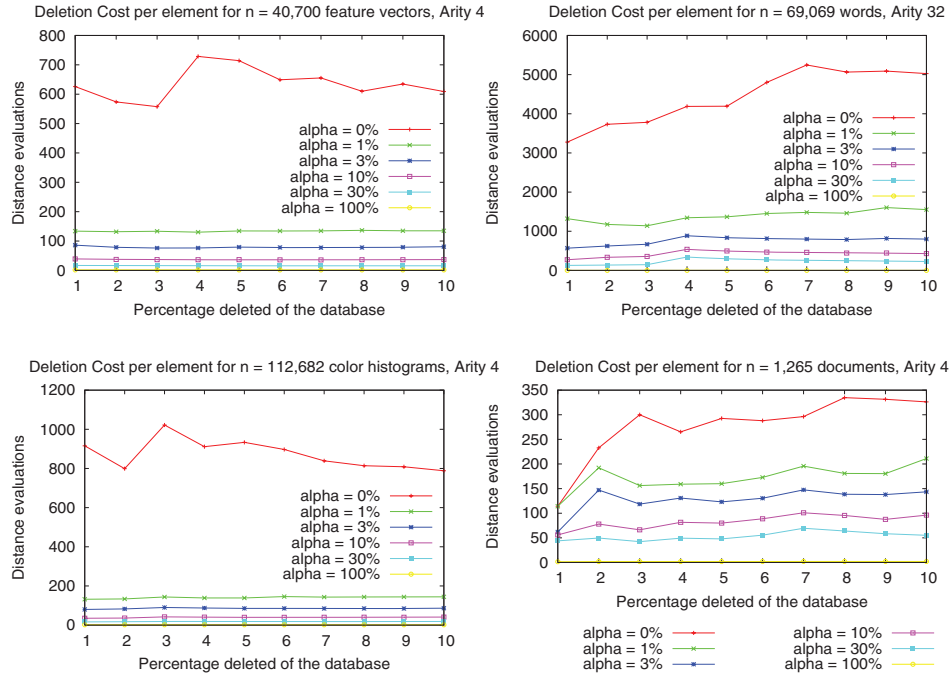 Deletion Cost per element for n = 40,700 feature vectors, Arity 4
Distance evaluations
800
700
600
500
400
300
200
100
0
alpha = 0%
alpha = 1%
alpha = 3%
alpha = 10%
alpha = 30%
alpha = 100%
1 2 3 4 5 6 7 8 9 10
Percentage deleted of the database
Deletion Cost per element for n = 69,069 words, Arity 32
Distance evaluations
6000
5000
4000
3000
2000
1000
0
alpha = 0%
alpha = 1%
alpha = 3%
alpha = 10%
alpha = 30%
alpha = 100%
1 2 3 4 5 6 7 8 9 10
Percentage deleted of the database
Deletion Cost per element for n = 112,682 color histograms, Arity 4
Distance evaluations
1200
1000
800
600
400
200
0
alpha = 0%
alpha = 1%
alpha = 3%
alpha = 10%
alpha = 30%
alpha = 100%
1 2 3 4 5 6 7 8 9 10
Percentage deleted of the database
Deletion Cost per element for n = 1,265 documents, Arity 4
Distance evaluations
350
300
250
200
150
100
50
0
1 2 3 4 5 6 7 8 9 10
Percentage deleted of the database
alpha = 0%
alpha = 1%
alpha = 3%
alpha = 10%
alpha = 30%
alpha = 100%